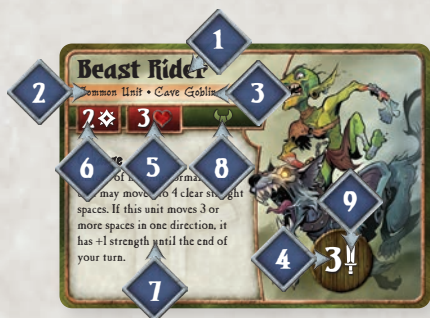 1
Beast Rider
2
Common Unit • Cave Goblin
3
2 3
6 5 8
9
may move to 4 clear straight
spaces. If this unit moves 3 or
more spaces in one direction, it
has +1 strength until the end of
your turn.
4 3
7